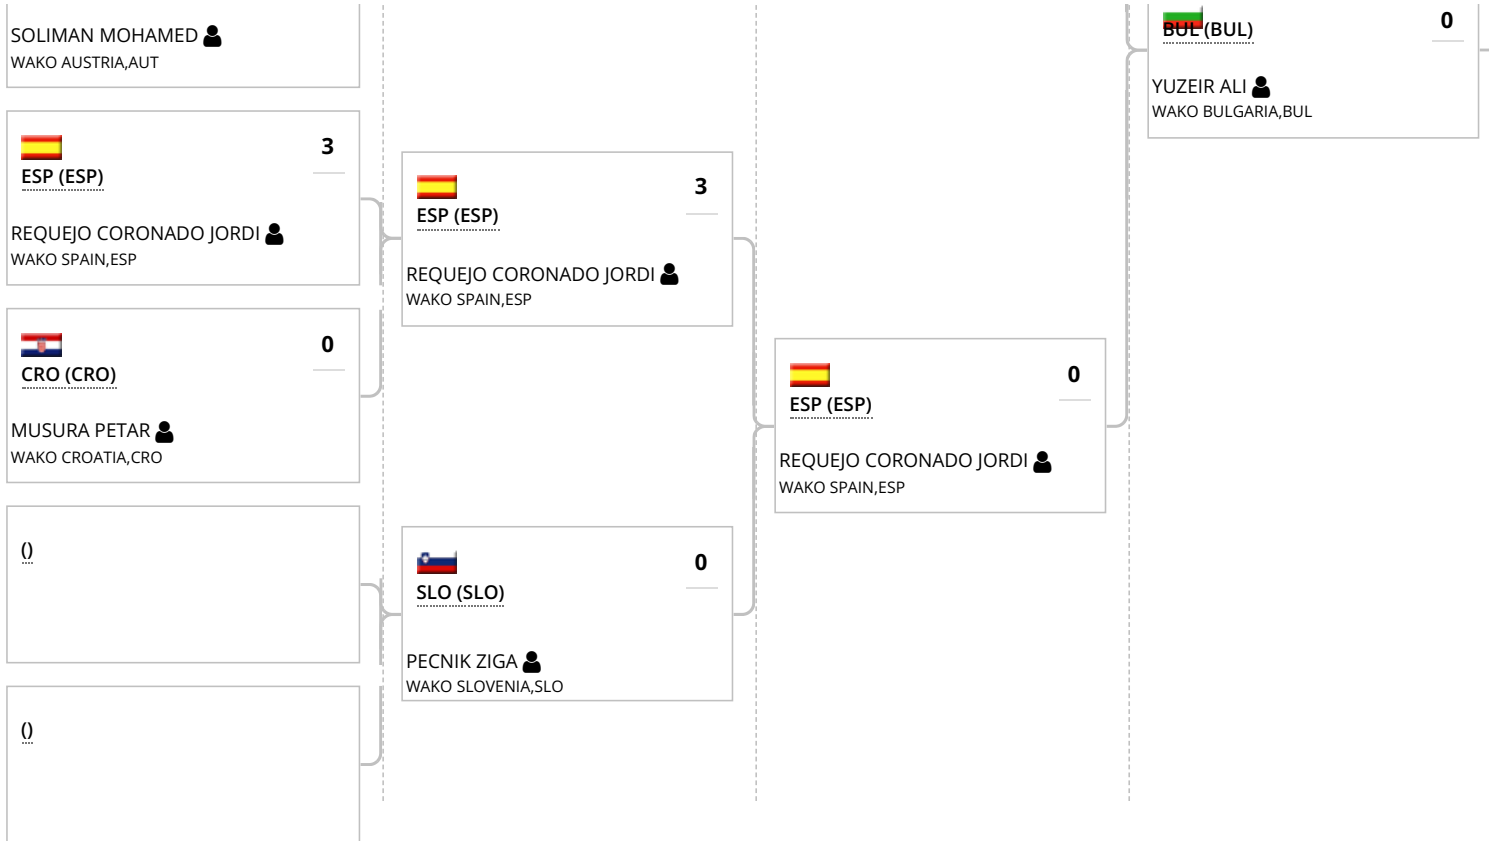 SOLIMAN MOHAMED
WAKO AUSTRIA,AUT
3
ESP (ESP)
REQUEJO CORONADO JORDI
WAKO SPAIN,ESP
0
CRO (CRO)
MUSURA PETAR
WAKO CROATIA,CRO
()
()
3
ESP (ESP)
REQUEJO CORONADO JORDI
WAKO SPAIN,ESP
0
SLO (SLO)
PECNIK ZIGA
WAKO SLOVENIA,SLO
0
ESP (ESP)
REQUEJO CORONADO JORDI
WAKO SPAIN,ESP
0
BUL (BUL)
YUZEIR ALI
WAKO BULGARIA,BUL